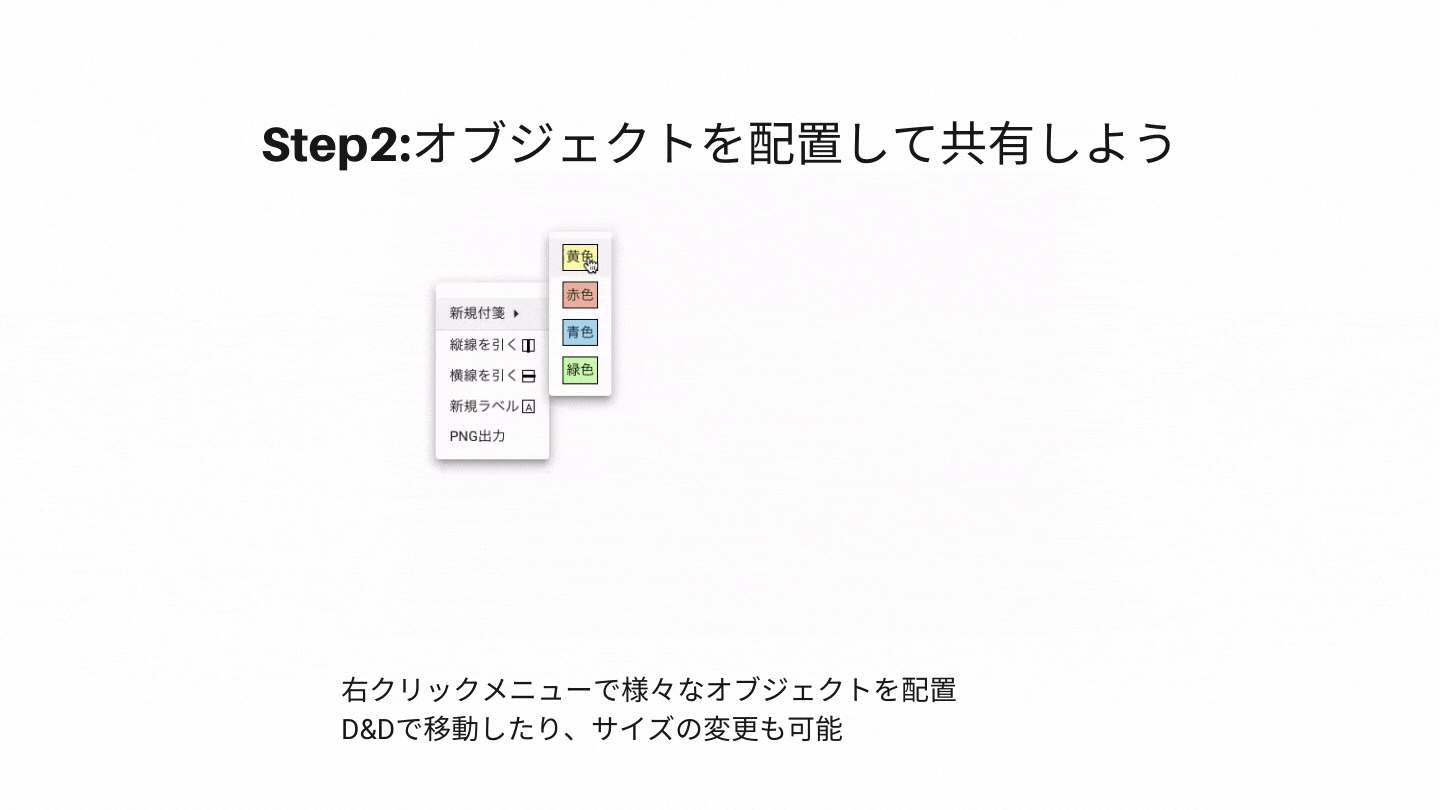 Step2:オブジェクトを配置して共有しよう
黄色
赤色
青色
緑色
新規付箋
縦線を引く
横線を引く
新規ラベル A
PNG出力
右クリックメニューで様々なオブジェクトを配置
D&Dで移動したり、サイズの変更も可能